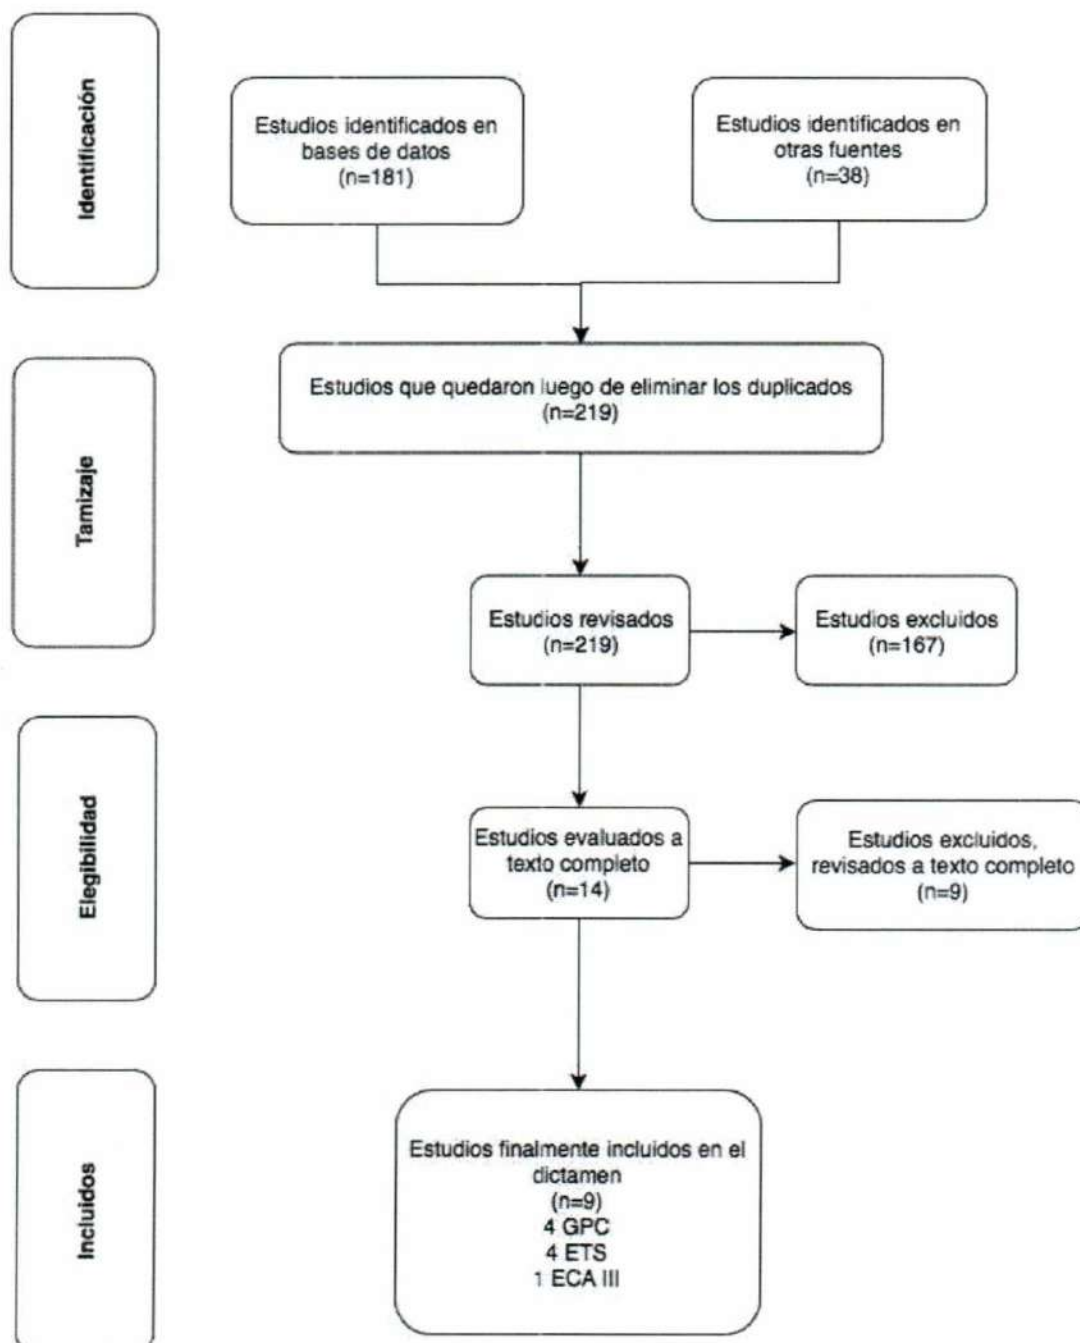 Identificación
Estudios identificados en
bases de datos
(n=181)
Estudios identificados en
otras fuentes
(n=38)
Tamizaje
Estudios que quedaron luego de eliminar los duplicados
(n=219)
Estudios revisados
(n=219)
Estudios excluidos
(n=167)
Elegibilidad
Estudios evaluados a
texto completo
(n=14)
Estudios excluidos,
revisados a texto completo
(n=9)
Incluidos
Estudios finalmente incluidos en el
dictamen
(n=9)
4 GPC
4 ETS
1 ECA III